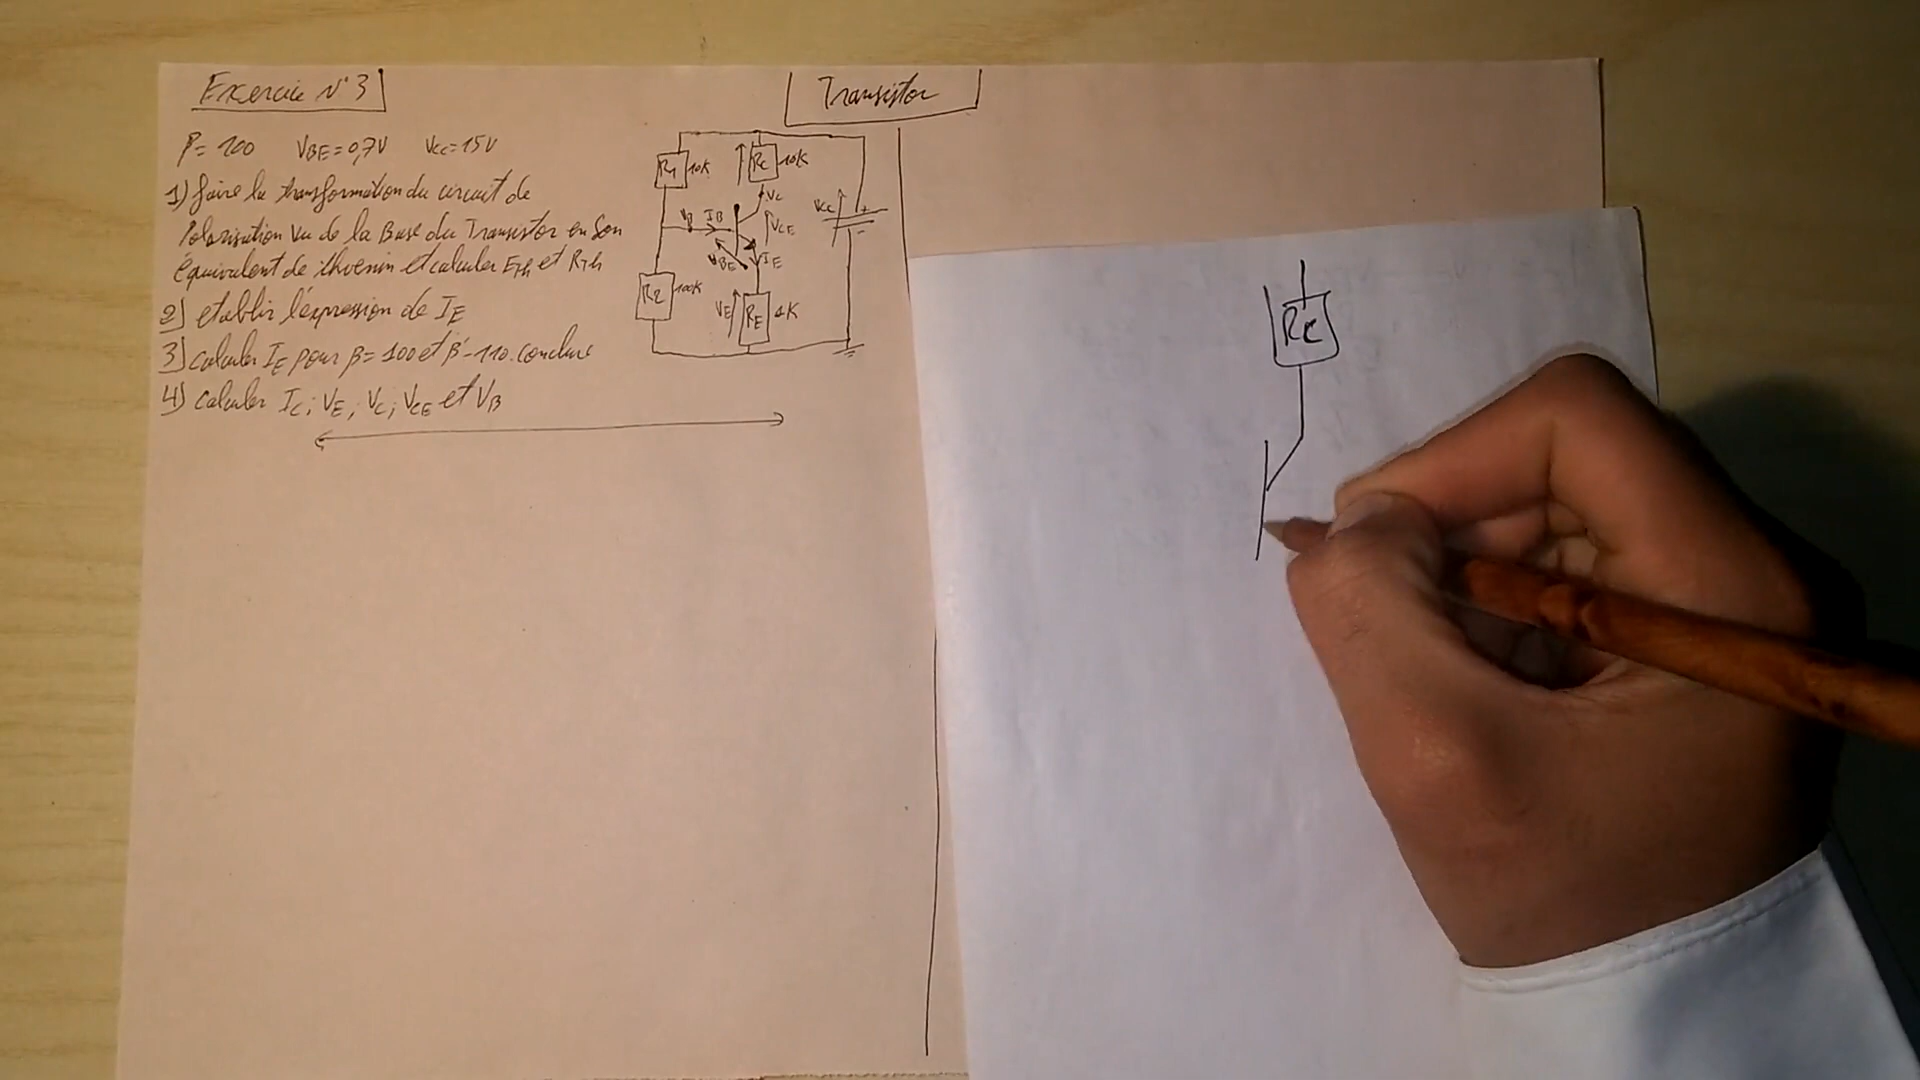 Exercice N°3
Transistor
β= 100 VBE=0,7V Vcc=15V
1) faire la transformation du circuit de
Polarisation vu de la Base du Transistor en son
équivalent de thvenin et calculer ETh et RTh
2) etablir l'éxpression de IE
3) calculer IE pour β= 100 et β'=110. conclure
4) calculer IC; VE, VC, VCE et VB
R1 10K
RC 10K
VC
VCC + -
VB IB
VCE
VBE
IE
R2 100K
VE RE 1K
RC